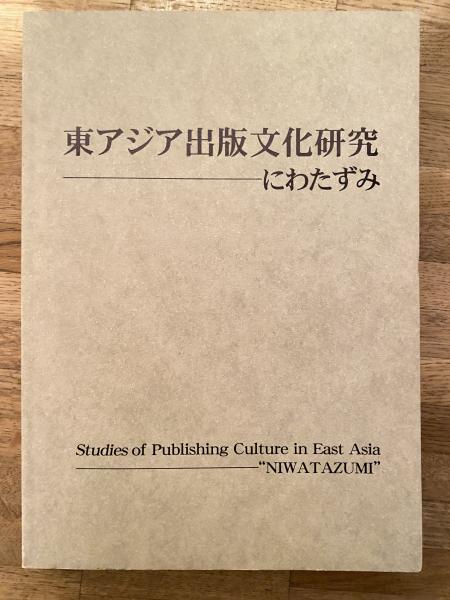 東アジア出版文化研究
にわたずみ
Studies of Publishing Culture in East Asia
“NIWATAZUMI”